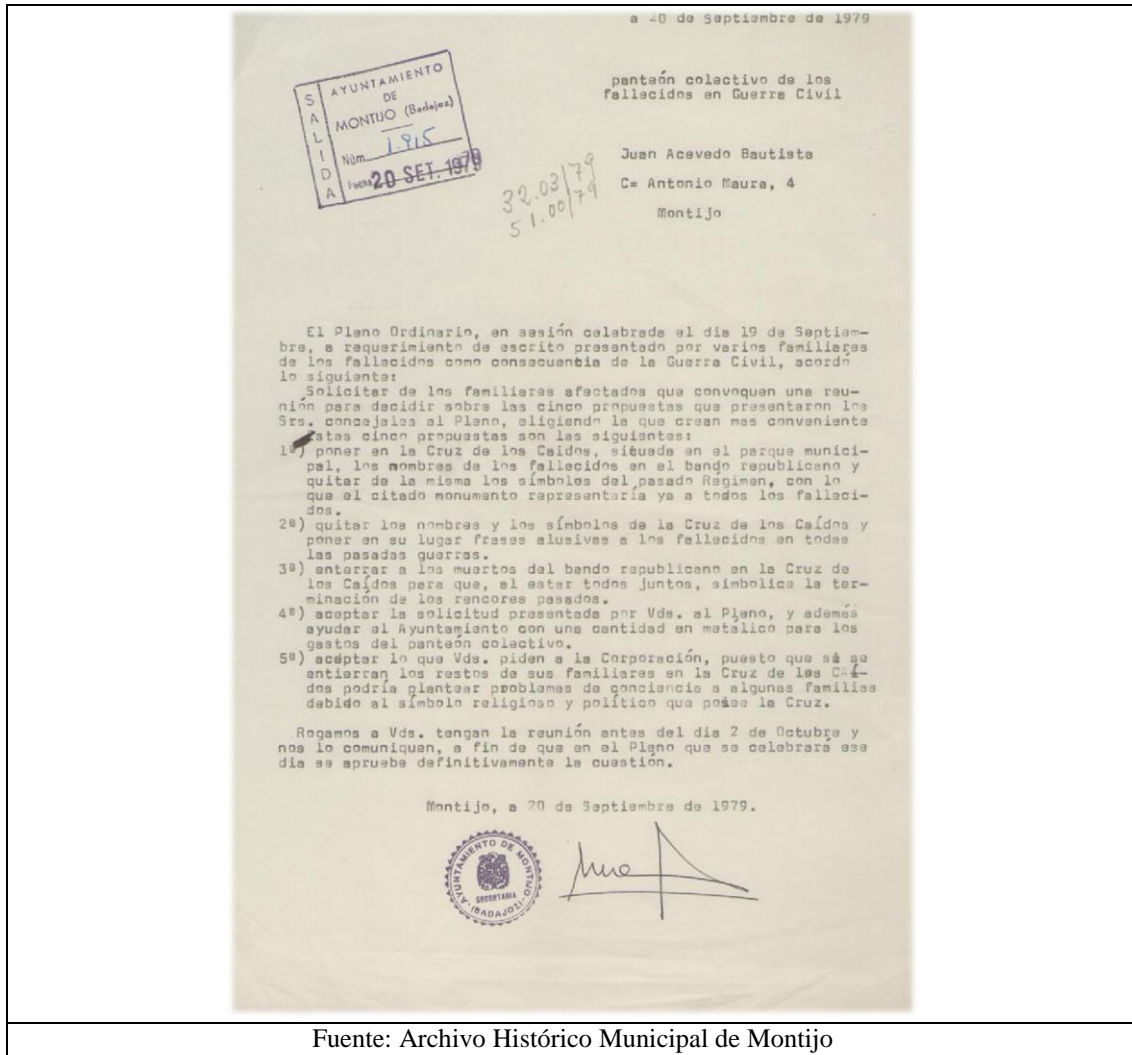 a 20 de Septiembre de 1979
SALIDA
AYUNTAMIENTO
DE
MONTIJO (Badajoz)
Núm. 1.915
Fecha 20 SET. 1979
panteón colectivo de los
fallecidos en Guerra Civil
32.03/79
51.00/79
Juan Acevedo Bautista
C= Antonio Maura, 4
Montijo
El Pleno Ordinario, en sesión celebrada el dia 19 de Septiem-
bre, a requerimiento de escrito presentado por varios familiares
de los fallecidos como consecuentia de la Guerra Civil, acordó
lo siguiente:
Solicitar de los familiares afectados que convoquen una reu-
nión para decidir sobre las cinco propuestas que presentaron los
Srs. concejales al Pleno, eligiendo la que crean mas conveniente
stas cinco propuestas son las siguientes:
1ª) poner en la Cruz de los Caidos, situada en el parque munici-
pal, los nombres de los fallecidos en el bando republicano y
quitar de la misma los símbolos del pasado Régimen, con lo
que el citado monumento representaría ya a todos los falleci-
dos.
2ª) quitar los nombres y los símbolos de la Cruz de los Caídos y
poner en su lugar frases alusivas a los fallecidos en todas
las pasadas guerras.
3ª) enterrar a los muertos del bando republicano en la Cruz de
los Caídos para que, al estar todos juntos, simbolice la ter-
minación de los rencores pasados.
4ª) aceptar la solicitud presentada por Vds. al Pleno, y además
ayudar el Ayuntamiento con una cantidad en metálico para los
gastos del panteón colectivo.
5ª) aceptar lo que Vds. piden a la Corporación, puesto que si se
entierran los restos de sus familiares en la Cruz de los Caí-
dos podría plantear problemas de conciencia a algunas familias
debido al símbolo religioso y político que posee la Cruz.
Rogamos a Vds. tengan la reunión antes del dia 2 de Octubre y
nos lo comuniquen, a fin de que en el Pleno que se celebrará ese
dia se apruebe definitivamente la cuestión.
Montijo, a 20 de Septiembre de 1979.
AYUNTAMIENTO DE MONTIJO
SECRETARIA
(BADAJOZ)
Fuente: Archivo Histórico Municipal de Montijo